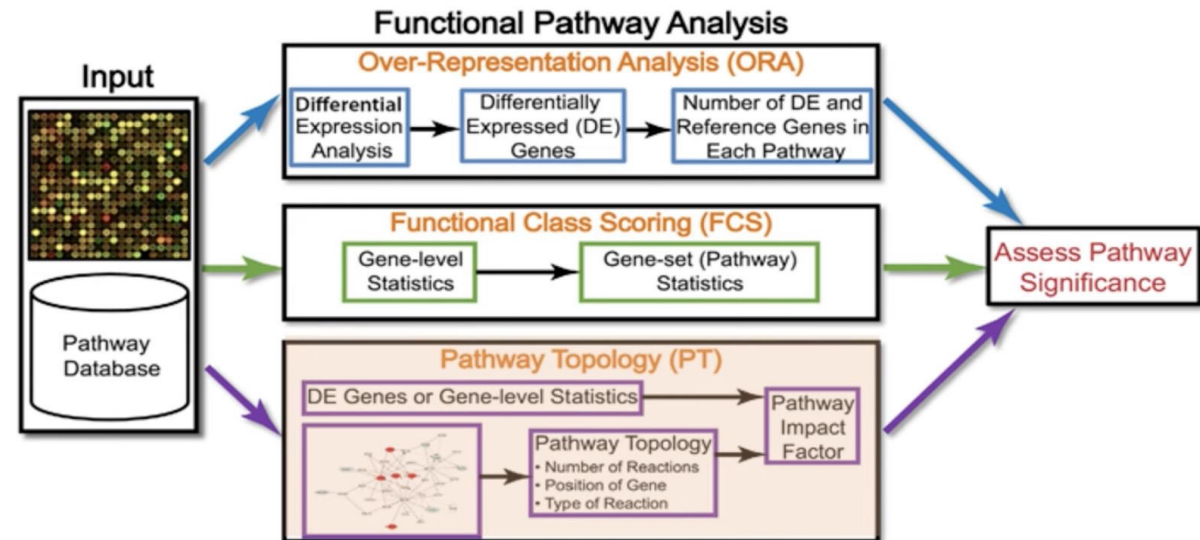 Functional Pathway Analysis
Input
Pathway
Database
Over-Representation Analysis (ORA)
Differential
Expression
Analysis
Differentially
Expressed (DE)
Genes
Number of DE and
Reference Genes in
Each Pathway
Functional Class Scoring (FCS)
Gene-level
Statistics
Gene-set (Pathway)
Statistics
Pathway Topology (PT)
DE Genes or Gene-level Statistics
Pathway Topology
• Number of Reactions
• Position of Gene
• Type of Reaction
Pathway
Impact
Factor
Assess Pathway
Significance